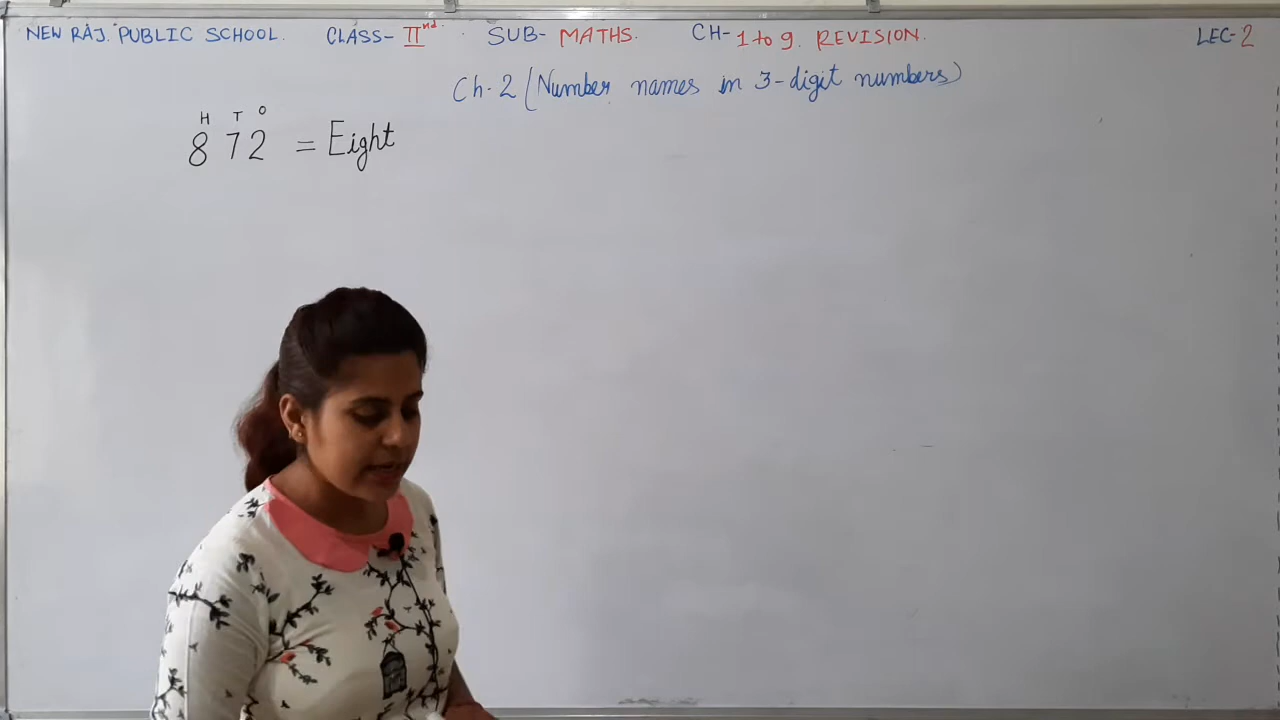 NEW RAJ. PUBLIC SCHOOL. CLASS- IInd. SUB- MATHS. CH- 1 to 9. REVISION. LEC-2
Ch. 2 (Number names in 3-digit numbers)
H T O
8 7 2 = Eight